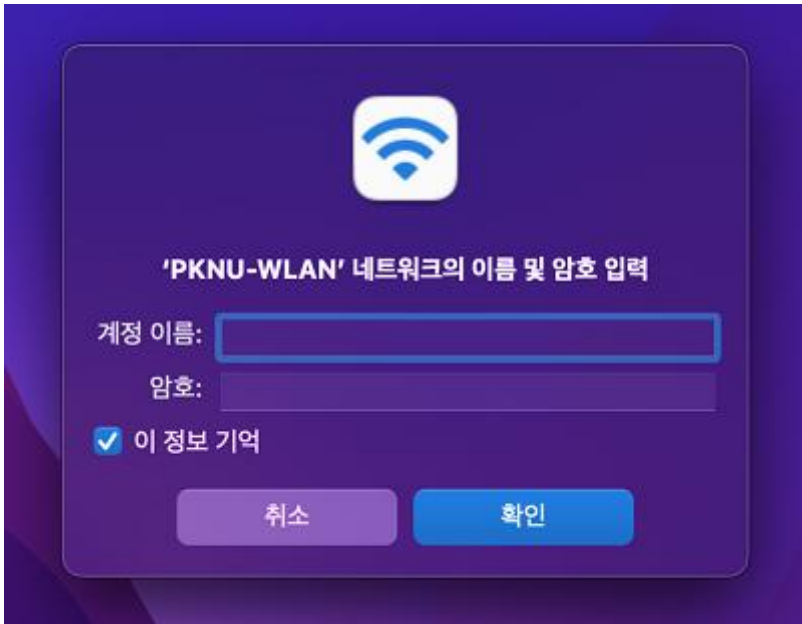 ‘PKNU-WLAN’ 네트워크의 이름 및 암호 입력
계정 이름:
암호:
이 정보 기억
취소 확인